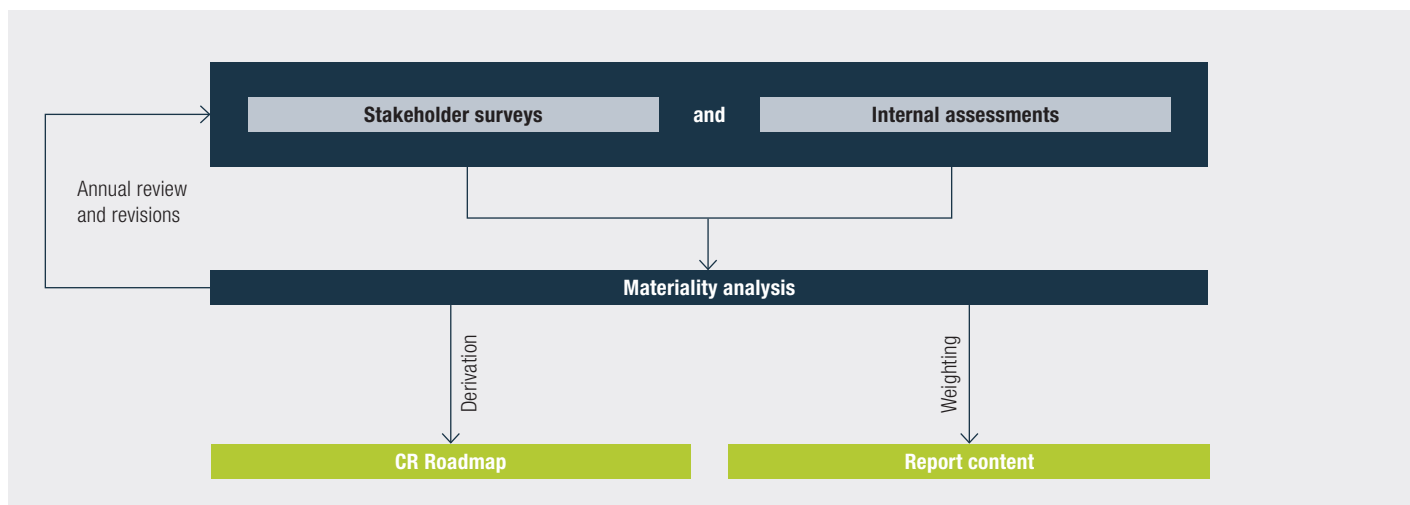 Stakeholder surveys and Internal assessments
Annual review
and revisions
Materiality analysis
Derivation
Weighting
CR Roadmap
Report content